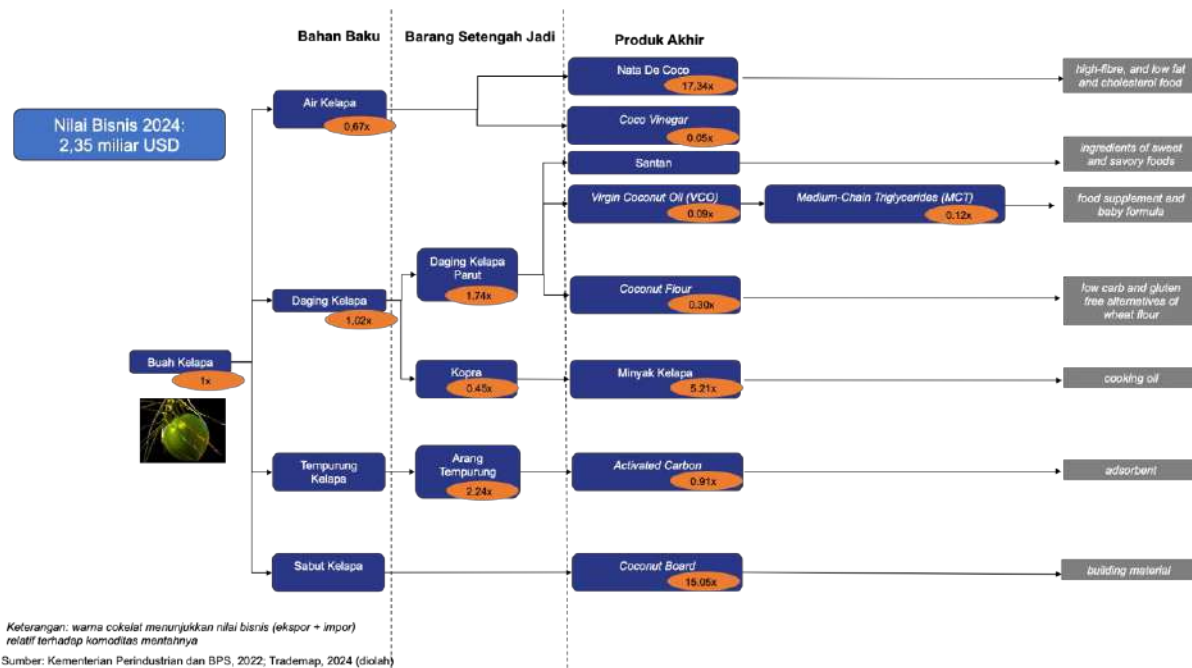 Bahan Baku
Barang Setengah Jadi
Produk Akhir
Nilai Bisnis 2024:
2,35 miliar USD
Buah Kelapa
1x
Air Kelapa
0,67x
Daging Kelapa
1,02x
Tempurung
Kelapa
Sabut Kelapa
Daging Kelapa
Parut
1,74x
Kopra
0.45x
Arang
Tempurung
2,24x
Nata De Coco
17,34x
Coco Vinegar
0.05x
Santan
Virgin Coconut Oil (VCO)
0.09x
Medium-Chain Triglycerides (MCT)
0.12x
Coconut Flour
0.30x
Minyak Kelapa
5.21x
Activated Carbon
0.91x
Coconut Board
15.05x
high-fibre, and low fat
and cholesterol food
ingredients of sweet
and savory foods
food supplement and
baby formula
low carb and gluten
free alternatives of
wheat flour
cooking oil
adsorbent
building material
Keterangan: warna cokelat menunjukkan nilai bisnis (ekspor + impor)
relatif terhadap komoditas mentahnya
Sumber: Kementerian Perindustrian dan BPS, 2022; Trademap, 2024 (diolah)